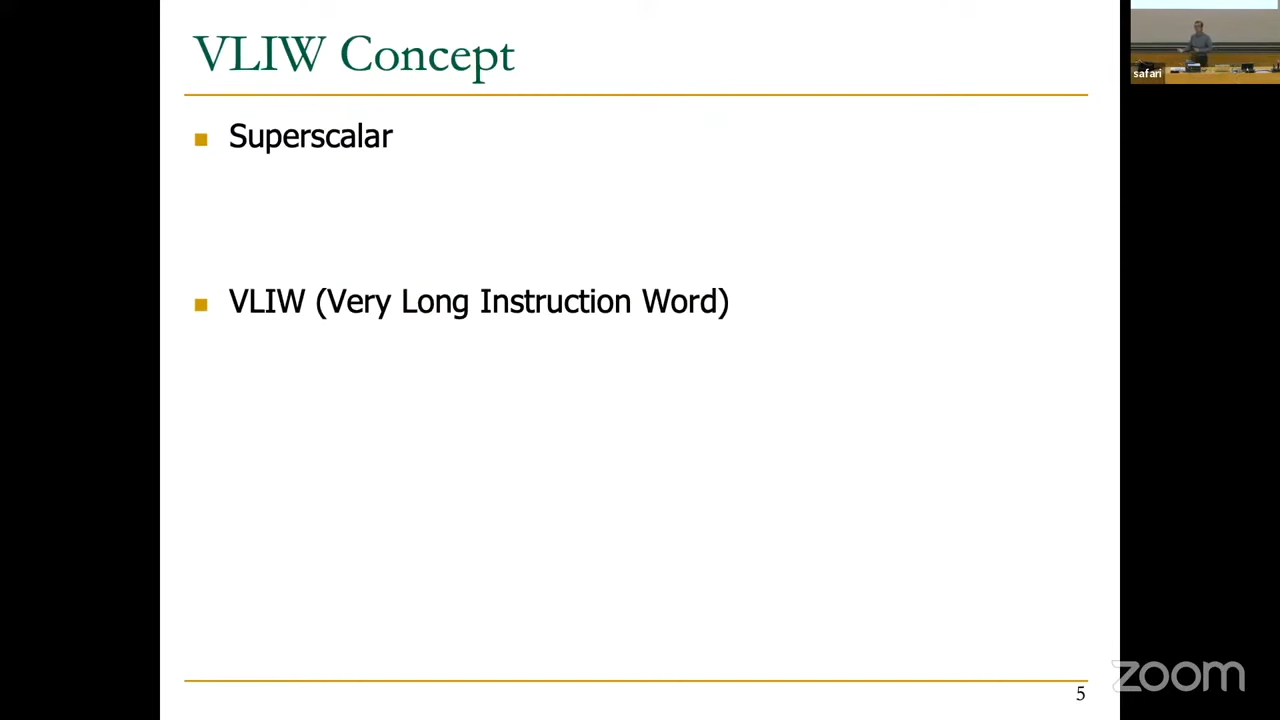 VLIW Concept
safari
Superscalar
VLIW (Very Long Instruction Word)
5
zoom